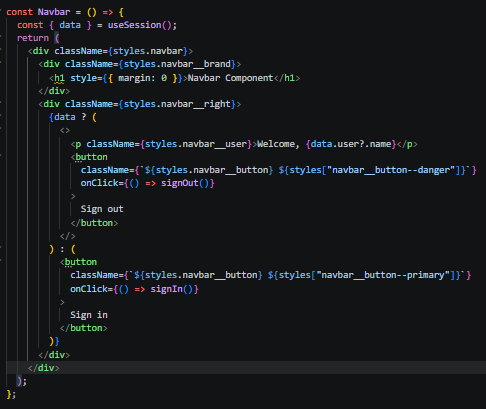 const Navbar = () => {
  const { data } = useSession();
  return (
    <div className={styles.navbar}>
      <div className={styles.navbar__brand}>
        <h1 style={{ margin: 0 }}>Navbar Component</h1>
      </div>
      <div className={styles.navbar__right}>
        {data ? (
          <>
            <p className={styles.navbar__user}>Welcome, {data.user?.name}</p>
            <button
              className={`${styles.navbar__button} ${styles["navbar__button--danger"]}`}
              onClick={() => signOut()}
            >
              Sign out
            </button>
          </>
        ) : (
          <button
            className={`${styles.navbar__button} ${styles["navbar__button--primary"]}`}
            onClick={() => signIn()}
          >
            Sign in
          </button>
        )}
      </div>
    </div>
  );
};